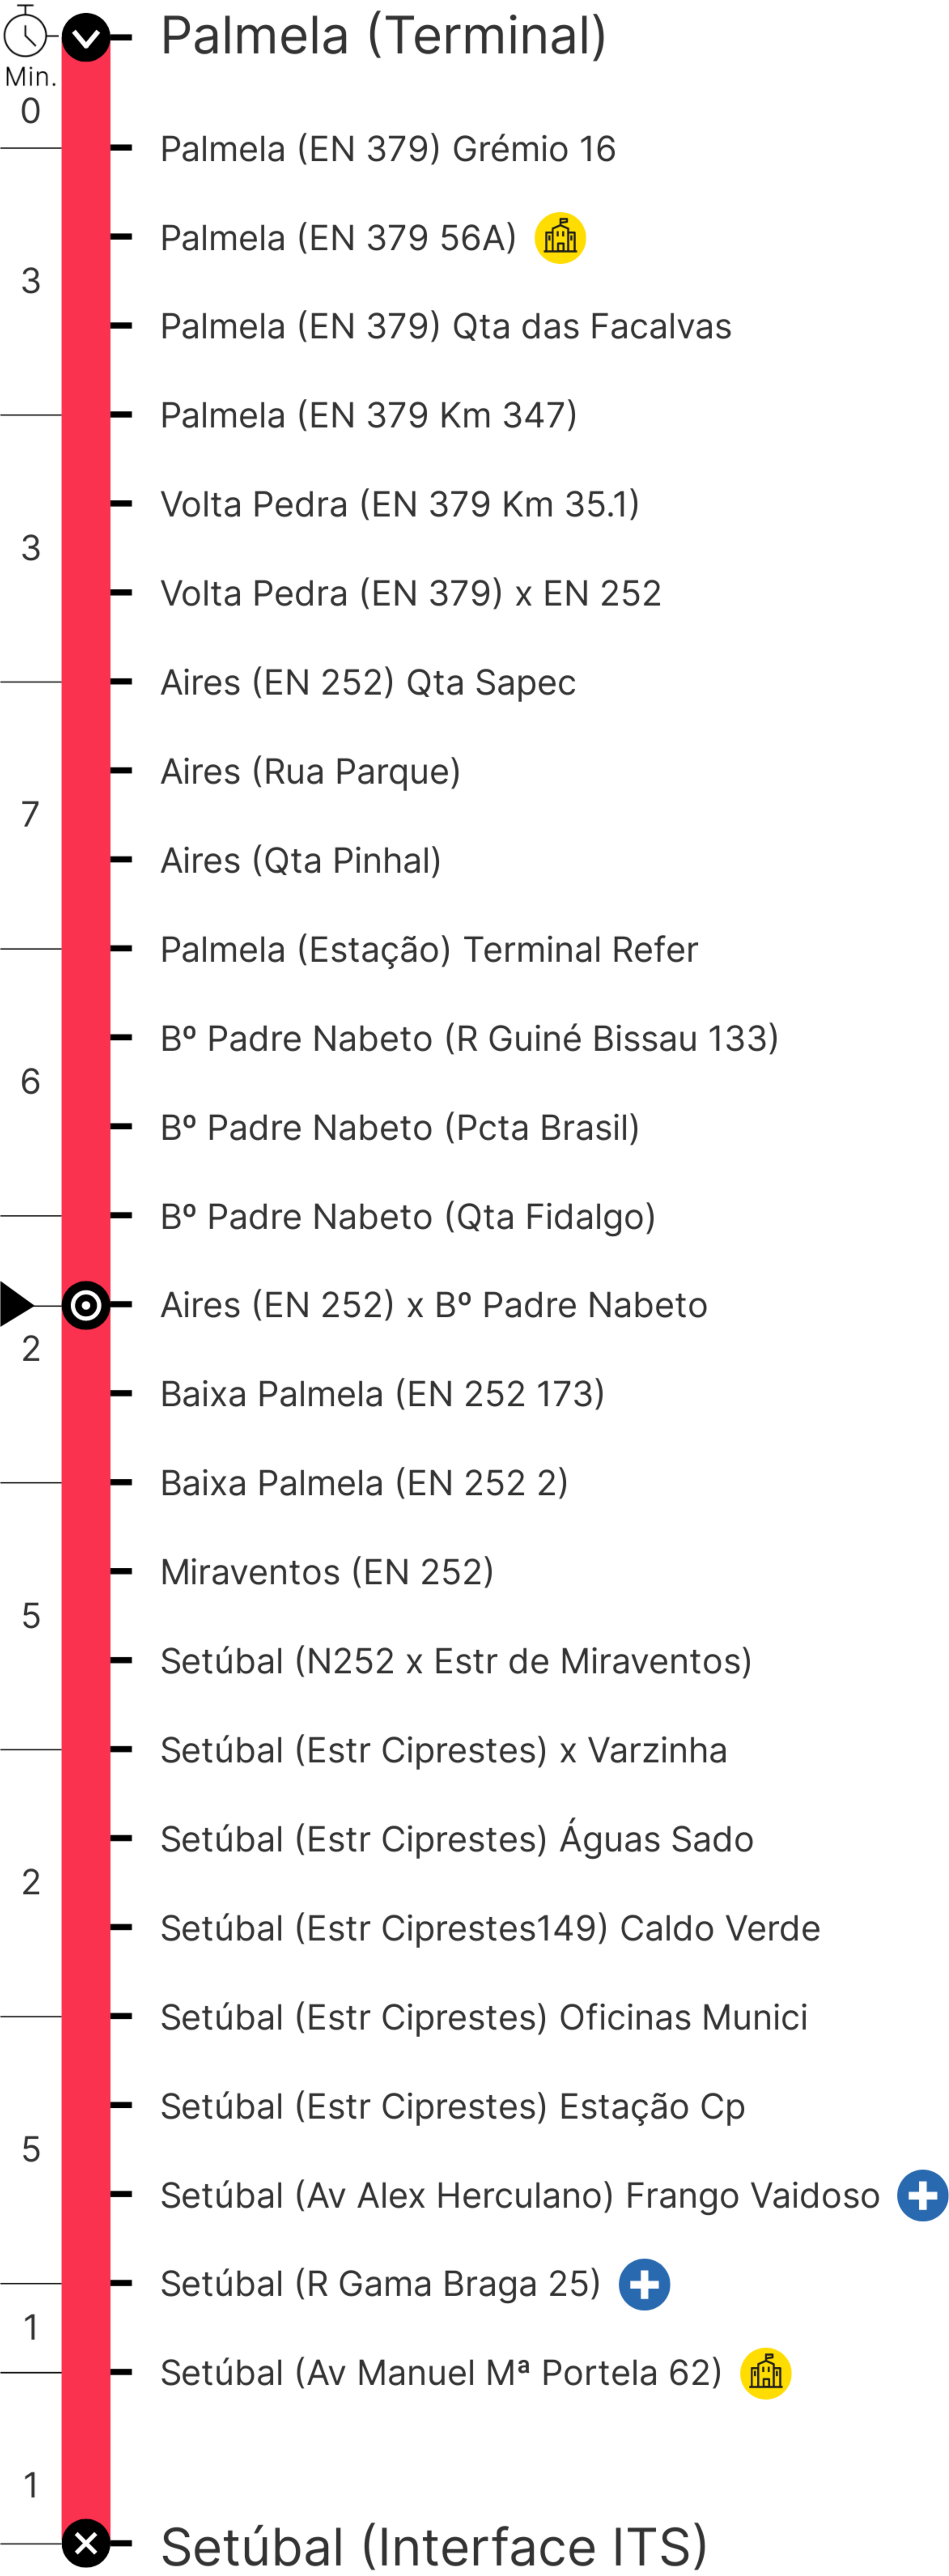 Palmela (Terminal)
Min.
0
Palmela (EN 379) Grémio 16
Palmela (EN 379 56A)
3
Palmela (EN 379) Qta das Facalvas
Palmela (EN 379 Km 347)
Volta Pedra (EN 379 Km 35.1)
3
Volta Pedra (EN 379) x EN 252
Aires (EN 252) Qta Sapec
Aires (Rua Parque)
7
Aires (Qta Pinhal)
Palmela (Estação) Terminal Refer
Bº Padre Nabeto (R Guiné Bissau 133)
6
Bº Padre Nabeto (Pcta Brasil)
Bº Padre Nabeto (Qta Fidalgo)
Aires (EN 252) x Bº Padre Nabeto
2
Baixa Palmela (EN 252 173)
Baixa Palmela (EN 252 2)
Miraventos (EN 252)
5
Setúbal (N252 x Estr de Miraventos)
Setúbal (Estr Ciprestes) x Varzinha
Setúbal (Estr Ciprestes) Águas Sado
2
Setúbal (Estr Ciprestes149) Caldo Verde
Setúbal (Estr Ciprestes) Oficinas Munici
Setúbal (Estr Ciprestes) Estação Cp
5
Setúbal (Av Alex Herculano) Frango Vaidoso
Setúbal (R Gama Braga 25)
1
Setúbal (Av Manuel Mª Portela 62)
1
Setúbal (Interface ITS)